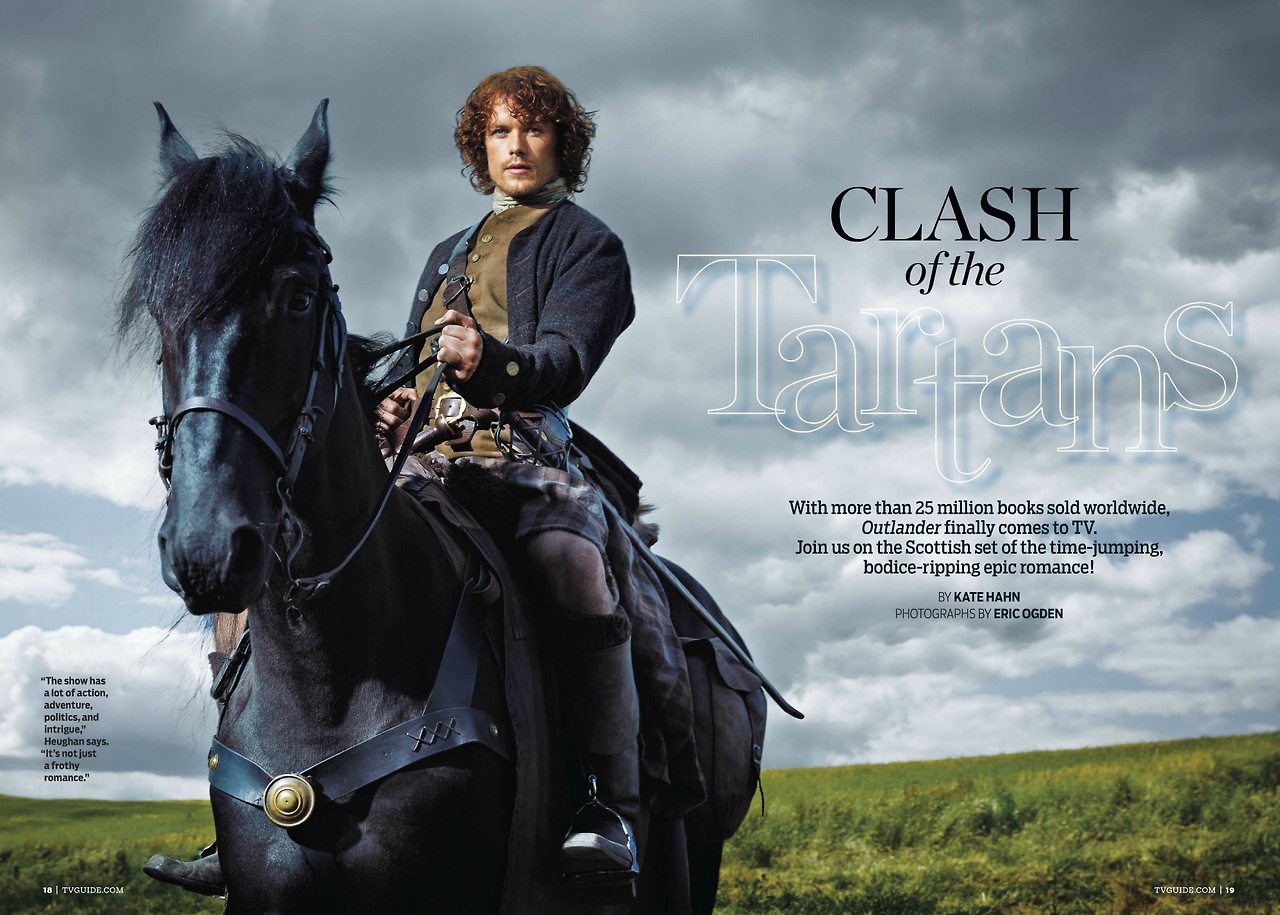 CLASH
of the
Tartans
With more than 25 million books sold worldwide,
Outlander finally comes to TV.
Join us on the Scottish set of the time-jumping,
bodice-ripping epic romance!
BY KATE HAHN
PHOTOGRAPHS BY ERIC OGDEN
“The show has
a lot of action,
adventure,
politics, and
intrigue,”
Heughan says.
“It’s not just
a frothy
romance.”
18 | TVGUIDE.COM
TVGUIDE.COM | 19